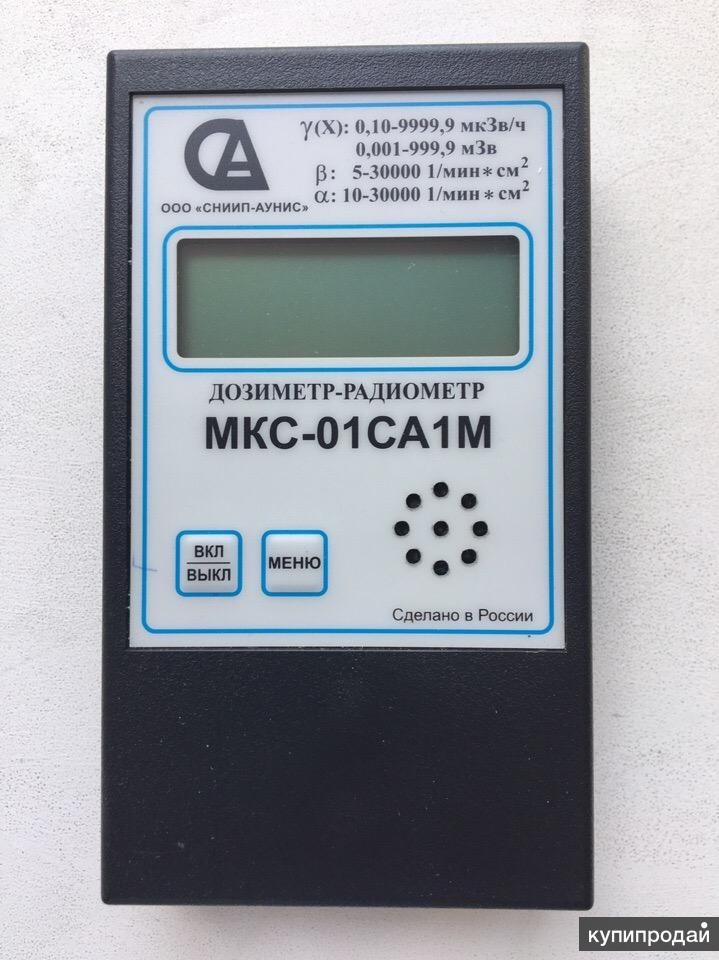 СА
γ(X): 0,10-9999,9 мкЗв/ч
0,001-999,9 мЗв
β: 5-30000 1/мин*см²
α: 10-30000 1/мин*см²
ООО «СНИИП-АУНИС»
ДОЗИМЕТР-РАДИОМЕТР
МКС-01СА1М
ВКЛ
ВЫКЛ
МЕНЮ
Сделано в России
купипродай